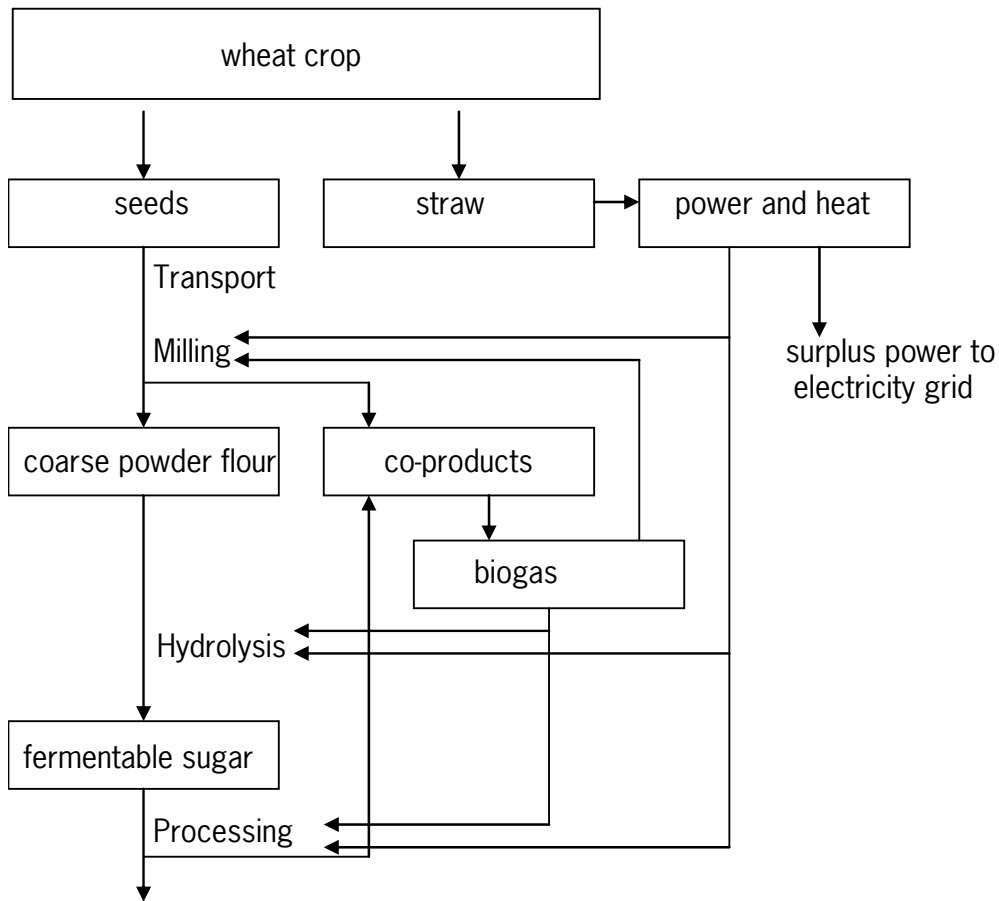 wheat crop
seeds
straw
power and heat
Transport
Milling
surplus power to
electricity grid
coarse powder flour
co-products
biogas
Hydrolysis
fermentable sugar
Processing